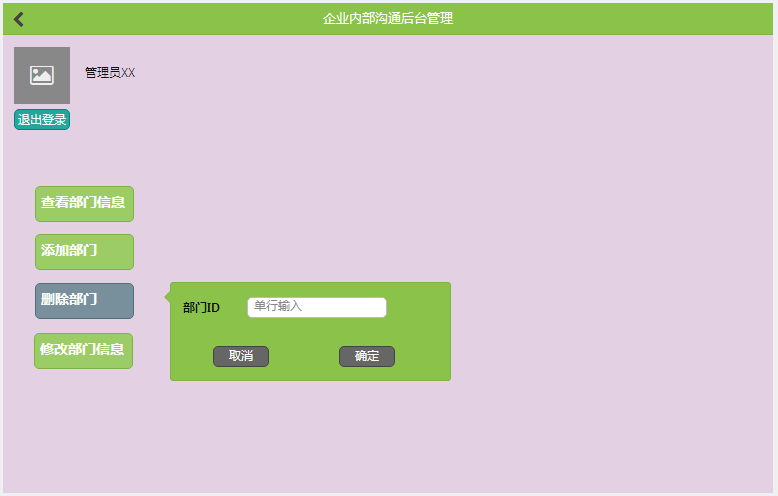 企业内部沟通后台管理
管理员XX
退出登录
查看部门信息
添加部门
删除部门
部门ID 单行输入
取消 确定
修改部门信息